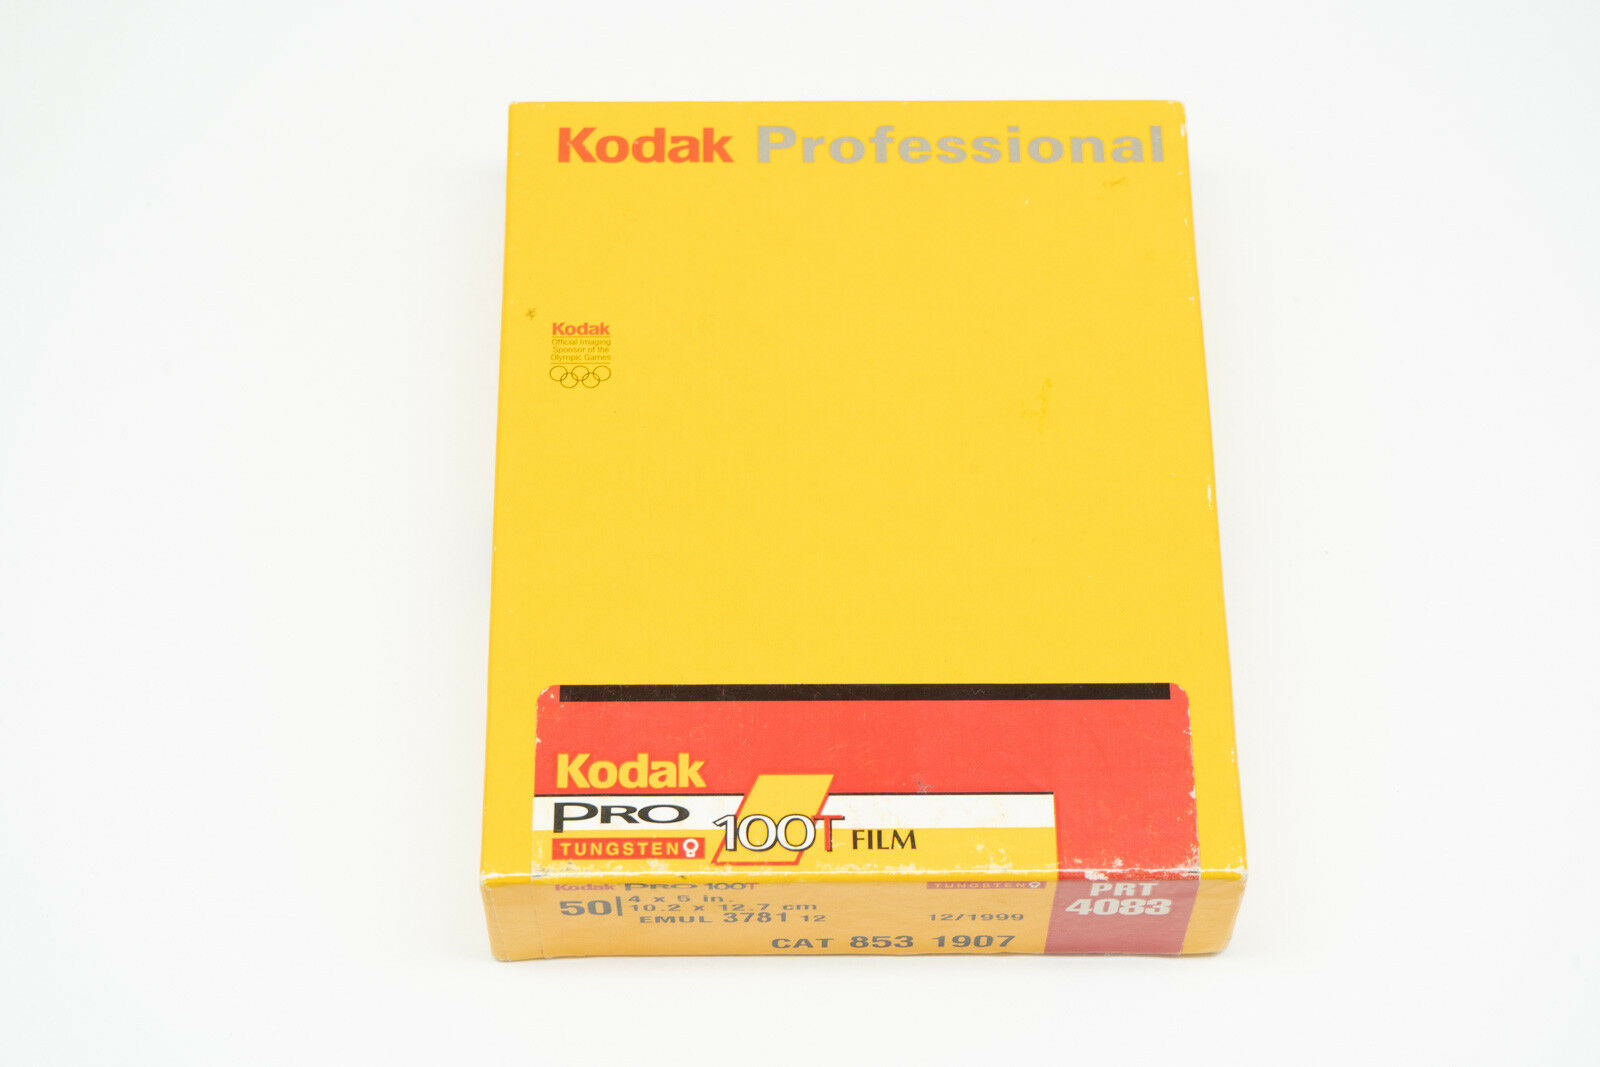 Kodak Professional
Kodak
Official Imaging
Sponsor of the
Olympic Games
Kodak
PRO
TUNGSTEN
100T FILM
Kodak PRO 100T
TUNGSTEN
PRT
4083
50
4 x 5 in.
10.2 x 12.7 cm
EMUL 3781 12
12/1999
CAT 853 1907